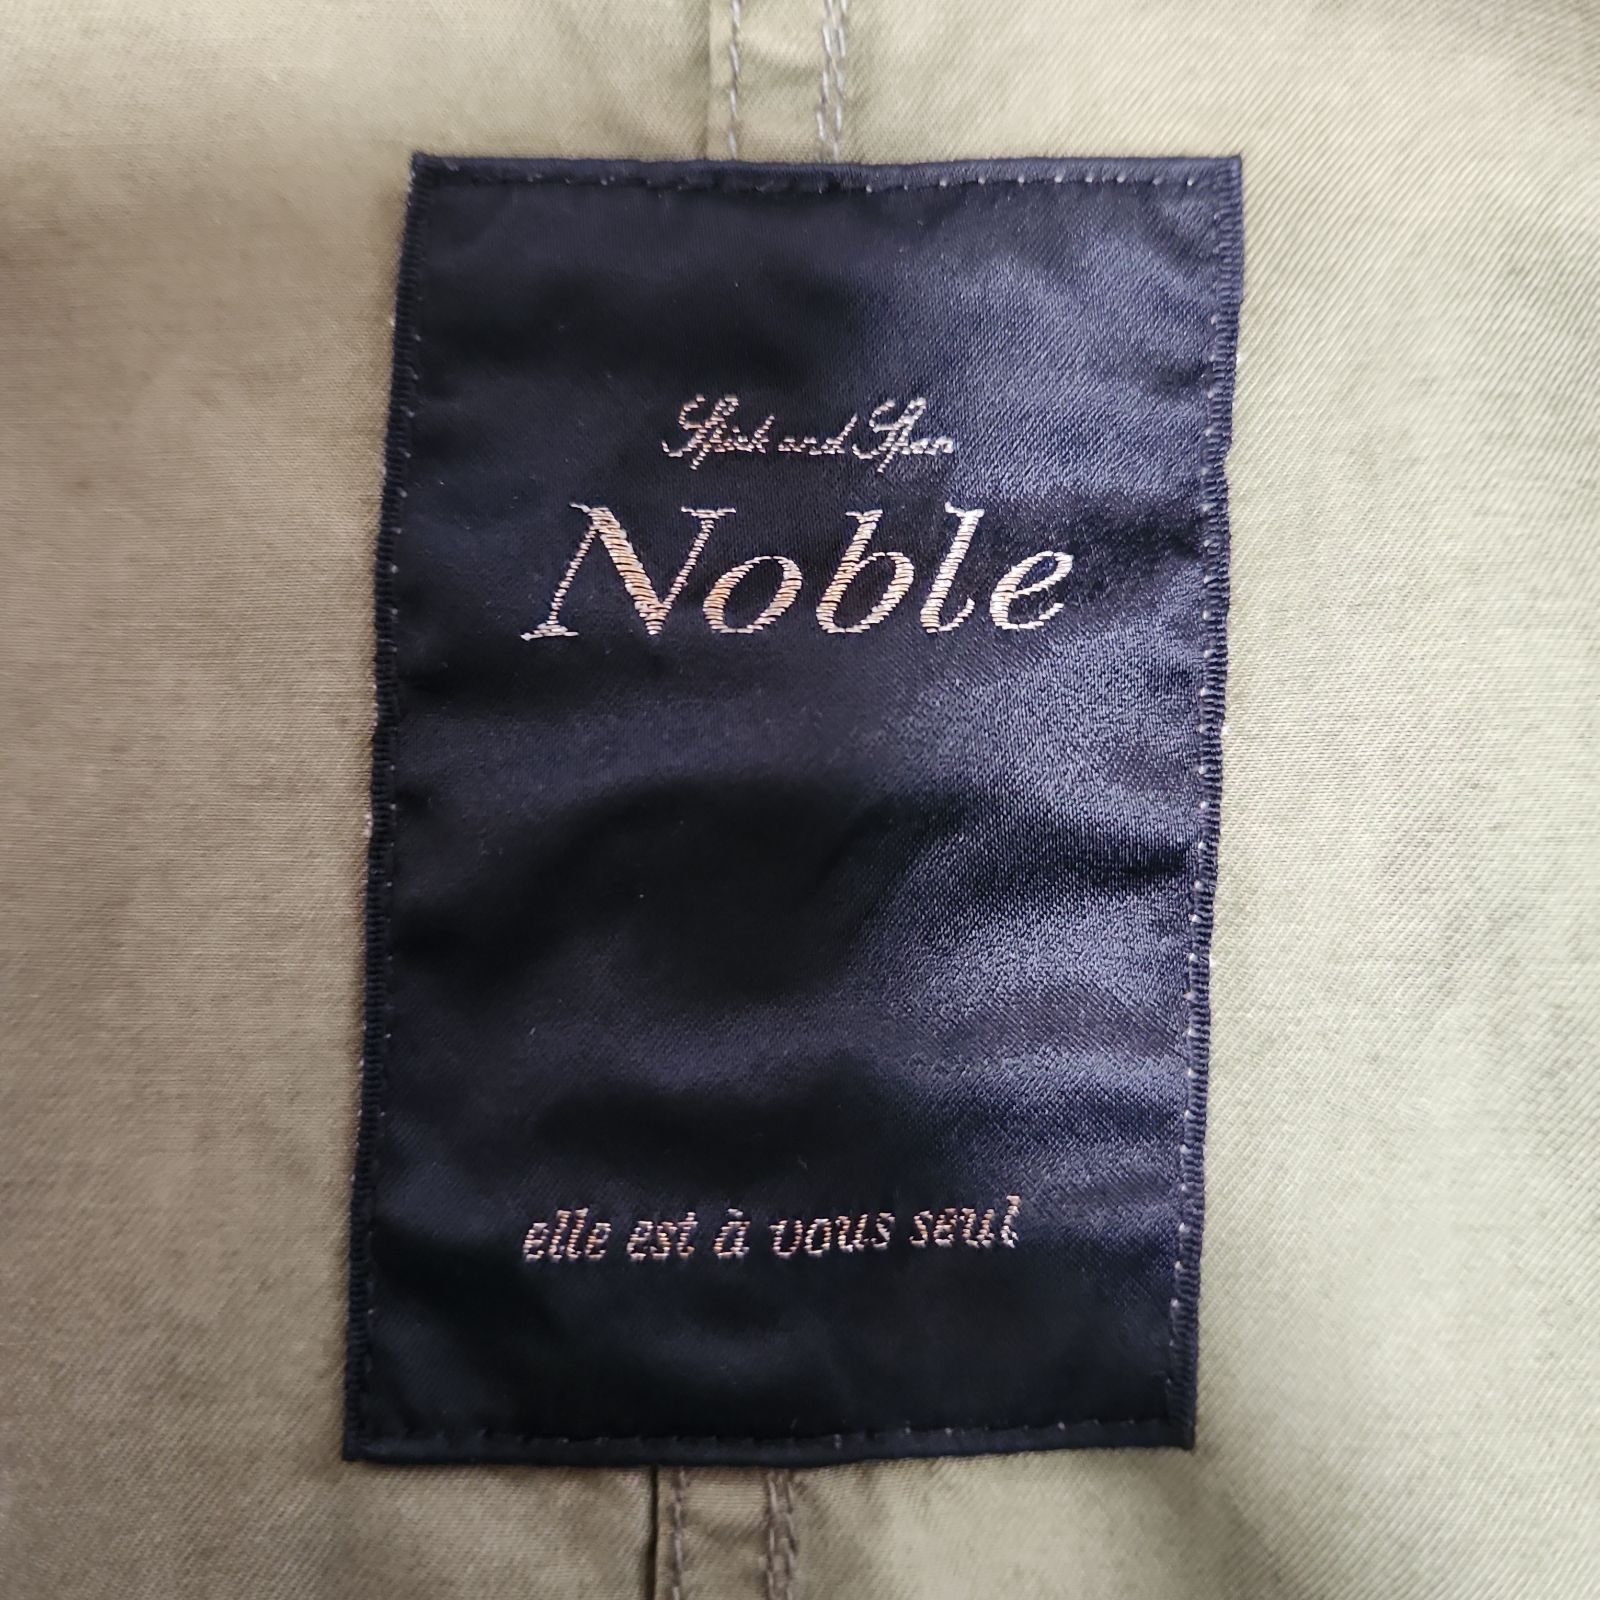 Spick and Span
Noble
elle est à vous seul